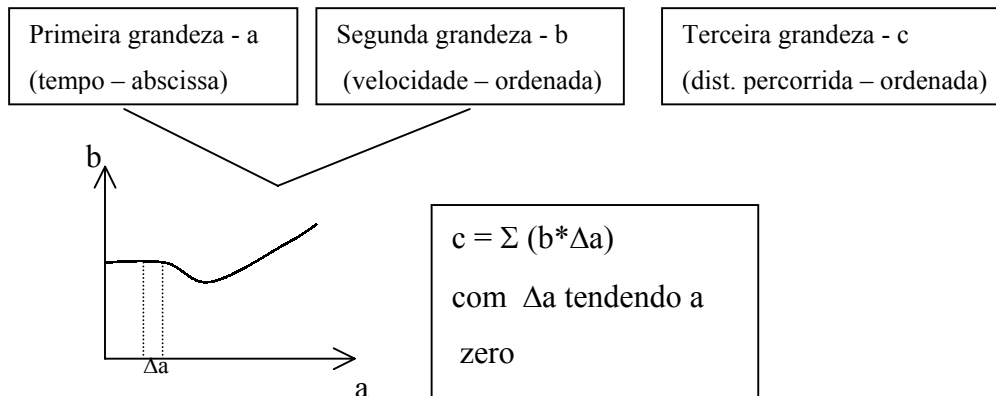 Primeira grandeza - a
(tempo – abscissa)
Segunda grandeza - b
(velocidade – ordenada)
Terceira grandeza - c
(dist. percorrida – ordenada)
b
c = Σ (b*Δa)
com Δa tendendo a
zero
Δa
a